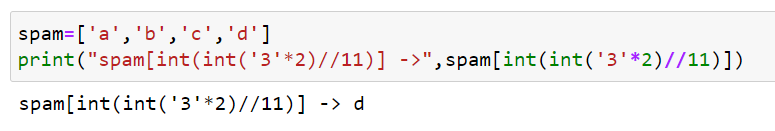 spam=['a','b','c','d']
print("spam[int(int('3'*2)//11)] ->",spam[int(int('3'*2)//11)])
spam[int(int('3'*2)//11)] -> d